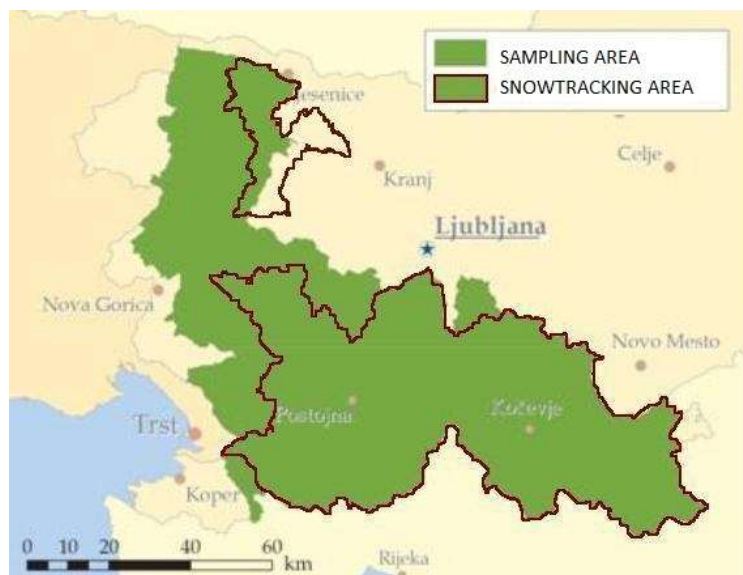 SAMPLING AREA
SNOWTRACKING AREA
Jesenice
Kranj
Celje
Ljubljana
Nova Gorica
Novo Mesto
Postojna
Kočevje
Trst
Koper
0 10 20 40 60
km
Rijeka